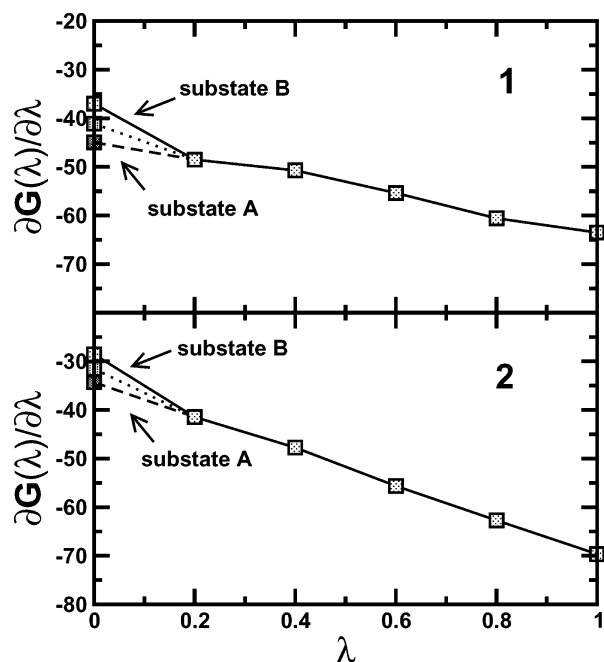 -20
-30
-40
-50
-60
-70
∂G(λ)/∂λ
substate B
substate A
1
-30
-40
-50
-60
-70
-80
∂G(λ)/∂λ
substate B
substate A
2
0 0.2 0.4 0.6 0.8 1
λ